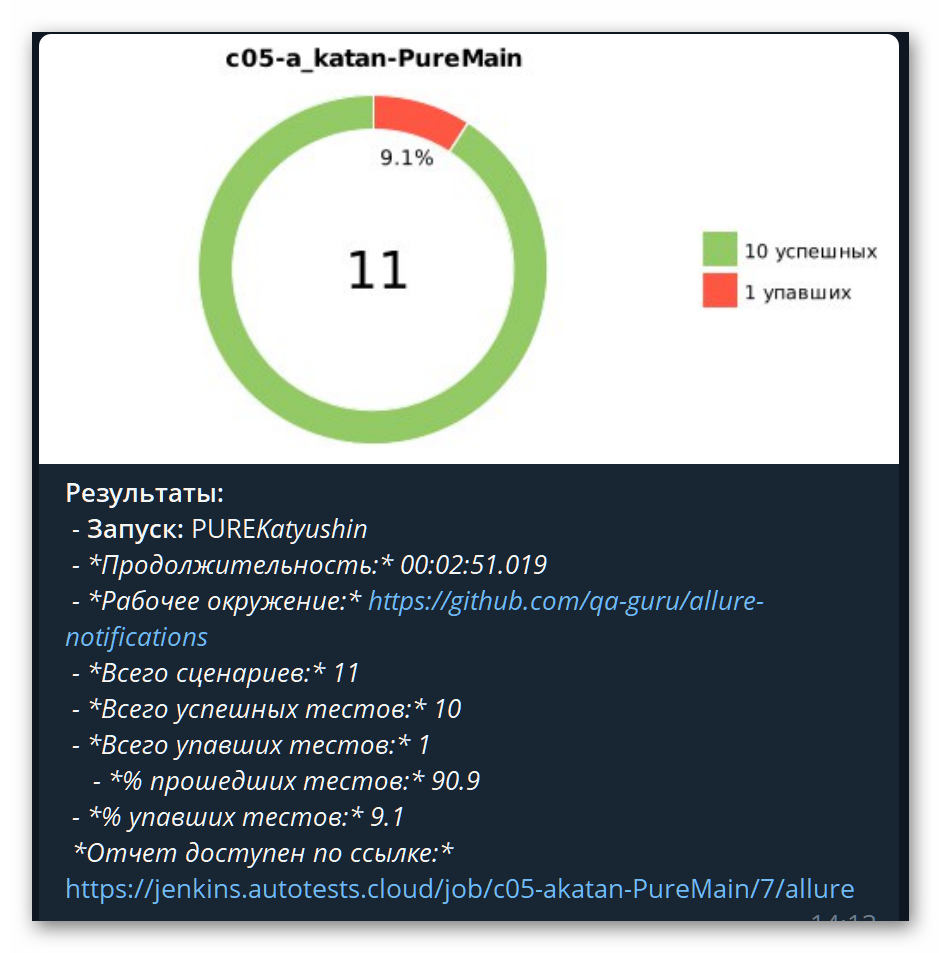 c05-a_katan-PureMain
9.1%
11
10 успешных
1 упавших
Результаты:
- Запуск: PUREKatyushin
- *Продолжительность:* 00:02:51.019
- *Рабочее окружение:* https://github.com/qa-guru/allure-
notifications
- *Всего сценариев:* 11
- *Всего успешных тестов:* 10
- *Всего упавших тестов:* 1
- *% прошедших тестов:* 90.9
- *% упавших тестов:* 9.1
*Отчет доступен по ссылке:*
https://jenkins.autotests.cloud/job/c05-akatan-PureMain/7/allure